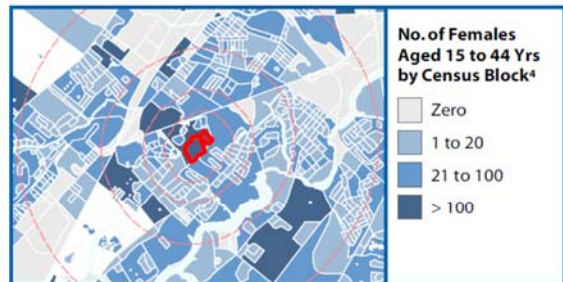 No. of Females
Aged 15 to 44 Yrs
by Census Block⁴
Zero
1 to 20
21 to 100
> 100